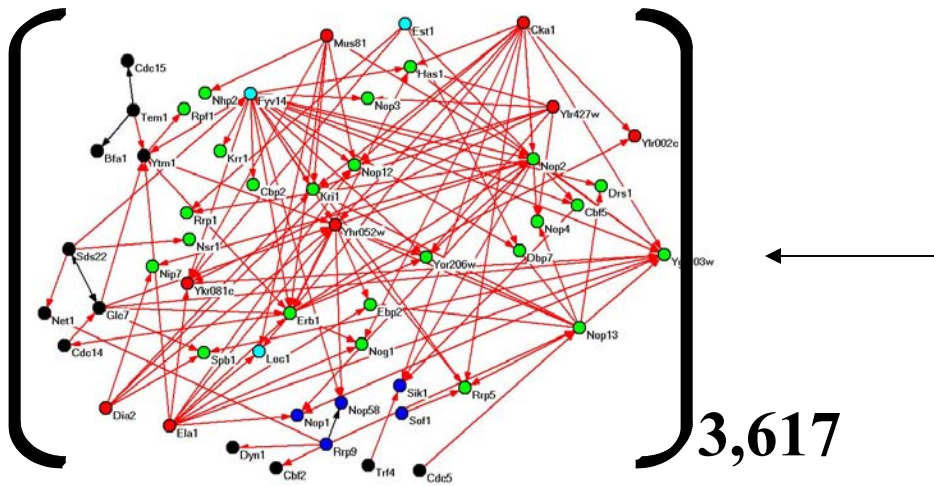 Est1
Cka1
Mus81
Cdc15
Has1
Nhp2
Fyv14
Nop3
Ylr427w
Tem1
Rpf1
Ylr002c
Bfa1
Ytm1
Krr1
Nop12
Nop2
Cbp2
Kri1
Drs1
Cbf5
Rrp1
Nop4
Yhr052w
Nsr1
Sds22
Dbp7
Yor206w
Nip7
Ykr081c
Net1
Glc7
Ebp2
Erb1
Nop13
Cdc14
Spb1
Loc1
Nog1
Sik1
Rrp5
Dia2
Nop58
Nop1
Sof1
Ela1
3,617
Dyn1
Rrp9
Cbf2
Trf4
Cdc5